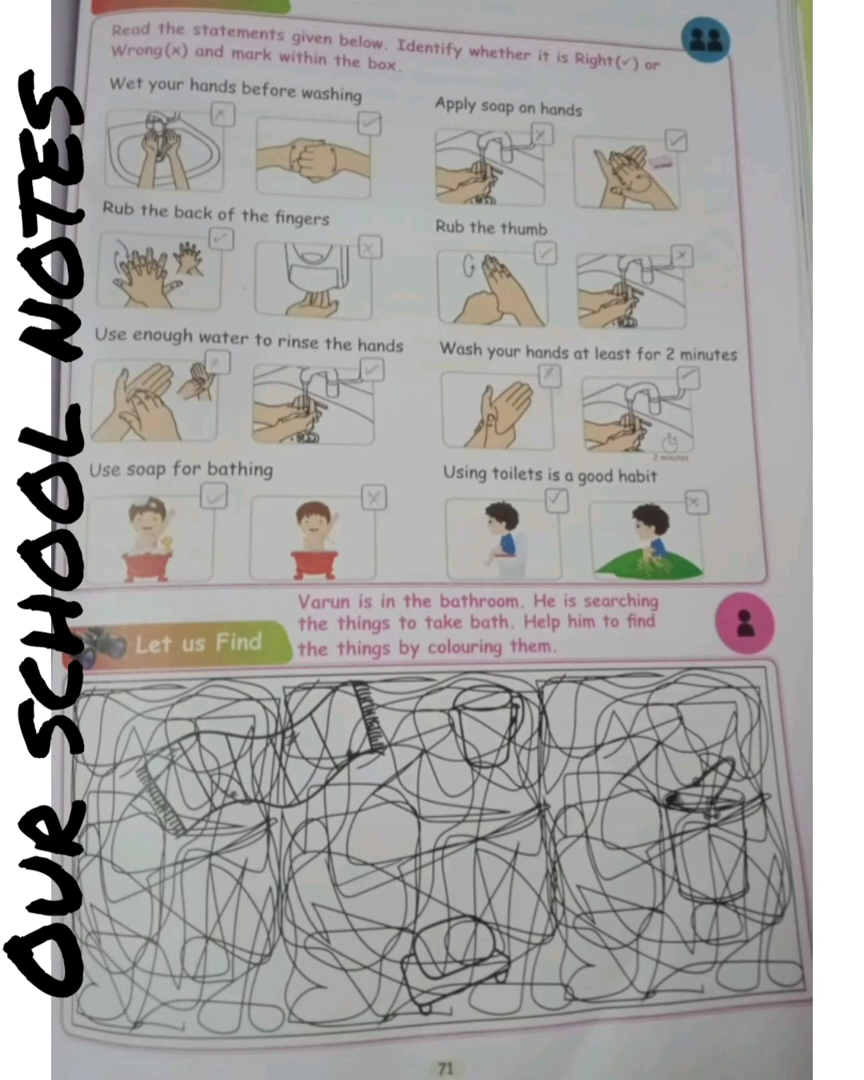 OUR SCHOOL NOTES
Read the statements given below. Identify whether it is Right(✓) or
Wrong(×) and mark within the box.
Wet your hands before washing
Apply soap on hands
Rub the back of the fingers
Rub the thumb
Use enough water to rinse the hands
Wash your hands at least for 2 minutes
2 minutes
Use soap for bathing
Using toilets is a good habit
Let us Find
Varun is in the bathroom. He is searching
the things to take bath. Help him to find
the things by colouring them.
71